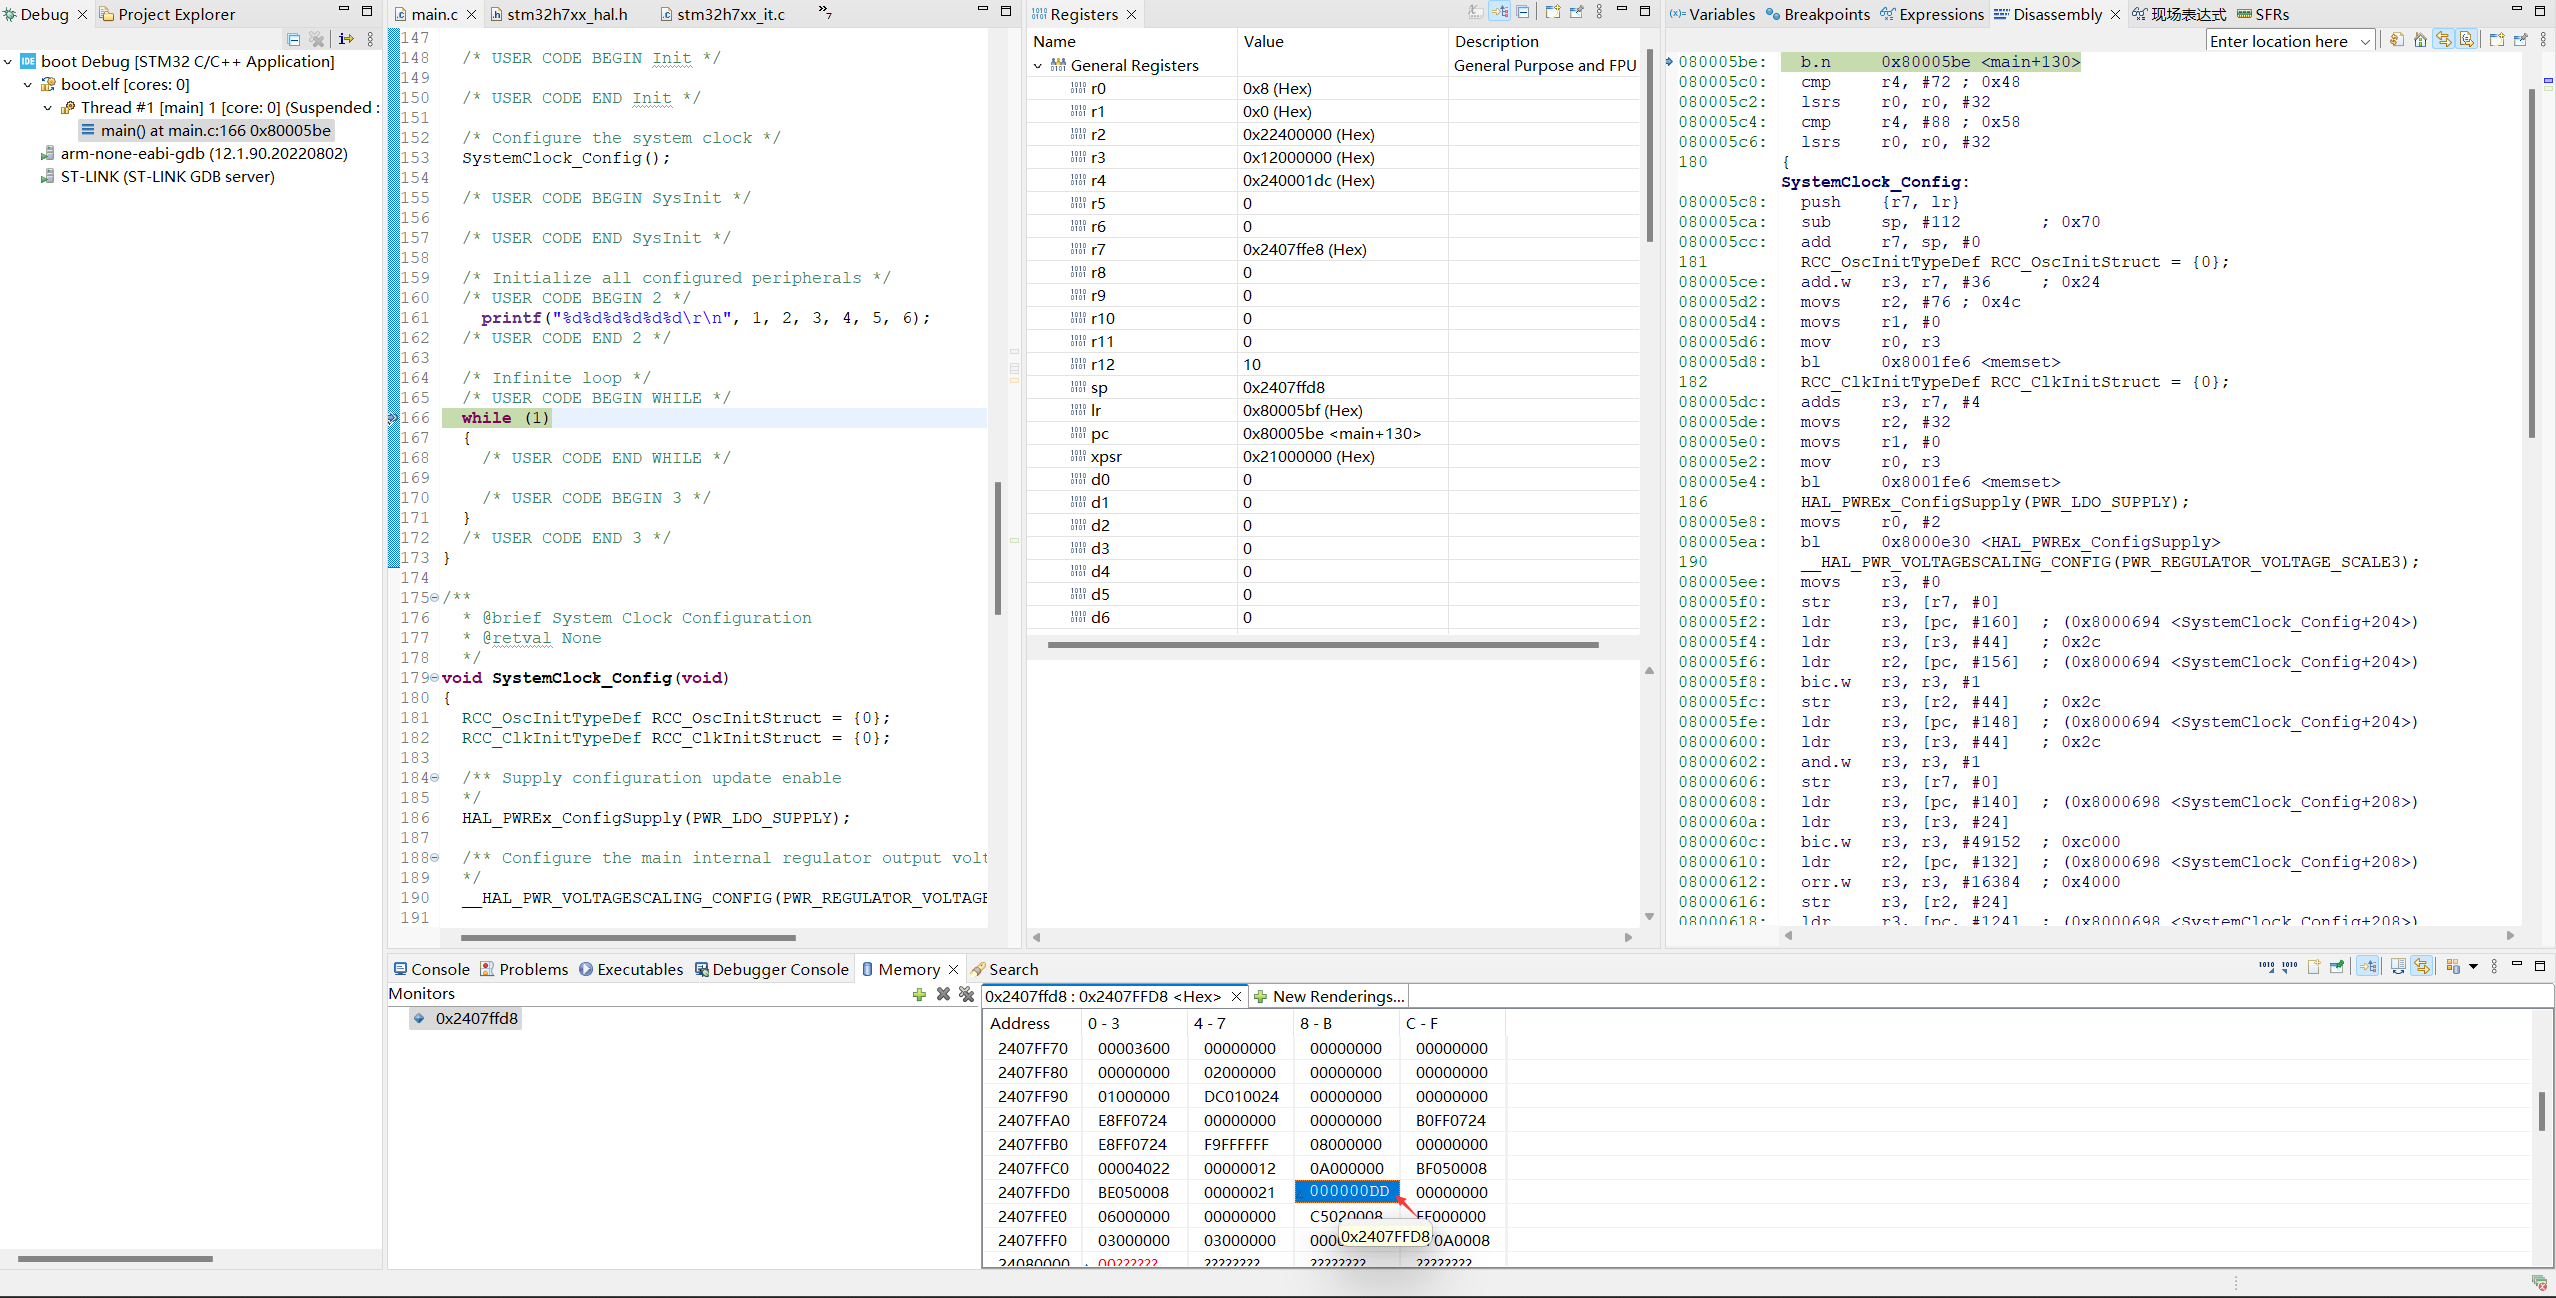 Debug
Project Explorer
boot Debug [STM32 C/C++ Application]
boot.elf [cores: 0]
Thread #1 [main] 1 [core: 0] (Suspended :
main() at main.c:166 0x80005be
arm-none-eabi-gdb (12.1.90.20220802)
ST-LINK (ST-LINK GDB server)
main.c
stm32h7xx_hal.h
stm32h7xx_it.c
»7
147
148 /* USER CODE BEGIN Init */
149
150 /* USER CODE END Init */
151
152 /* Configure the system clock */
153 SystemClock_Config();
154
155 /* USER CODE BEGIN SysInit */
156
157 /* USER CODE END SysInit */
158
159 /* Initialize all configured peripherals */
160 /* USER CODE BEGIN 2 */
161 printf("%d%d%d%d%d%d\r\n", 1, 2, 3, 4, 5, 6);
162 /* USER CODE END 2 */
163
164 /* Infinite loop */
165 /* USER CODE BEGIN WHILE */
166 while (1)
167 {
168 /* USER CODE END WHILE */
169
170 /* USER CODE BEGIN 3 */
171 }
172 /* USER CODE END 3 */
173 }
174
175 /**
176 * @brief System Clock Configuration
177 * @retval None
178 */
179 void SystemClock_Config(void)
180 {
181 RCC_OscInitTypeDef RCC_OscInitStruct = {0};
182 RCC_ClkInitTypeDef RCC_ClkInitStruct = {0};
183
184 /** Supply configuration update enable
185 */
186 HAL_PWREx_ConfigSupply(PWR_LDO_SUPPLY);
187
188 /** Configure the main internal regulator output volt
189 */
190 __HAL_PWR_VOLTAGESCALING_CONFIG(PWR_REGULATOR_VOLTAGE
191
Registers
Name Value Description
General Registers General Purpose and FPU
r0 0x8 (Hex)
r1 0x0 (Hex)
r2 0x22400000 (Hex)
r3 0x12000000 (Hex)
r4 0x240001dc (Hex)
r5 0
r6 0
r7 0x2407ffe8 (Hex)
r8 0
r9 0
r10 0
r11 0
r12 10
sp 0x2407ffd8
lr 0x80005bf (Hex)
pc 0x80005be <main+130>
xpsr 0x21000000 (Hex)
d0 0
d1 0
d2 0
d3 0
d4 0
d5 0
d6 0
Variables
Breakpoints
Expressions
Disassembly
现场表达式
SFRs
Enter location here
080005be: b.n 0x80005be <main+130>
080005c0: cmp r4, #72 ; 0x48
080005c2: lsrs r0, r0, #32
080005c4: cmp r4, #88 ; 0x58
080005c6: lsrs r0, r0, #32
180 {
SystemClock_Config:
080005c8: push {r7, lr}
080005ca: sub sp, #112 ; 0x70
080005cc: add r7, sp, #0
181 RCC_OscInitTypeDef RCC_OscInitStruct = {0};
080005ce: add.w r3, r7, #36 ; 0x24
080005d2: movs r2, #76 ; 0x4c
080005d4: movs r1, #0
080005d6: mov r0, r3
080005d8: bl 0x8001fe6 <memset>
182 RCC_ClkInitTypeDef RCC_ClkInitStruct = {0};
080005dc: adds r3, r7, #4
080005de: movs r2, #32
080005e0: movs r1, #0
080005e2: mov r0, r3
080005e4: bl 0x8001fe6 <memset>
186 HAL_PWREx_ConfigSupply(PWR_LDO_SUPPLY);
080005e8: movs r0, #2
080005ea: bl 0x8000e30 <HAL_PWREx_ConfigSupply>
190 __HAL_PWR_VOLTAGESCALING_CONFIG(PWR_REGULATOR_VOLTAGE_SCALE3);
080005ee: movs r3, #0
080005f0: str r3, [r7, #0]
080005f2: ldr r3, [pc, #160] ; (0x8000694 <SystemClock_Config+204>)
080005f4: ldr r3, [r3, #44] ; 0x2c
080005f6: ldr r2, [pc, #156] ; (0x8000694 <SystemClock_Config+204>)
080005f8: bic.w r3, r3, #1
080005fc: str r3, [r2, #44] ; 0x2c
080005fe: ldr r3, [pc, #148] ; (0x8000694 <SystemClock_Config+204>)
08000600: ldr r3, [r3, #44] ; 0x2c
08000602: and.w r3, r3, #1
08000606: str r3, [r7, #0]
08000608: ldr r3, [pc, #140] ; (0x8000698 <SystemClock_Config+208>)
0800060a: ldr r3, [r3, #24]
0800060c: bic.w r3, r3, #49152 ; 0xc000
08000610: ldr r2, [pc, #132] ; (0x8000698 <SystemClock_Config+208>)
08000612: orr.w r3, r3, #16384 ; 0x4000
08000616: str r3, [r2, #24]
08000618: ldr r3, [pc, #124] ; (0x8000698 <SystemClock_Config+208>)
Console
Problems
Executables
Debugger Console
Memory
Search
Monitors
0x2407ffd8
0x2407ffd8 : 0x2407FFD8 <Hex>
New Renderings...
Address 0 - 3 4 - 7 8 - B C - F
2407FF70 00003600 00000000 00000000 00000000
2407FF80 00000000 02000000 00000000 00000000
2407FF90 01000000 DC010024 00000000 00000000
2407FFA0 E8FF0724 00000000 00000000 B0FF0724
2407FFB0 E8FF0724 F9FFFFFF 08000000 00000000
2407FFC0 00004022 00000012 0A000000 BF050008
2407FFD0 BE050008 00000021 000000DD 00000000
2407FFE0 06000000 00000000 C5020008 FF000000
0x2407FFD8
2407FFF0 03000000 03000000 0000 0A0008
24080000 00?????? ???????? ???????? ????????